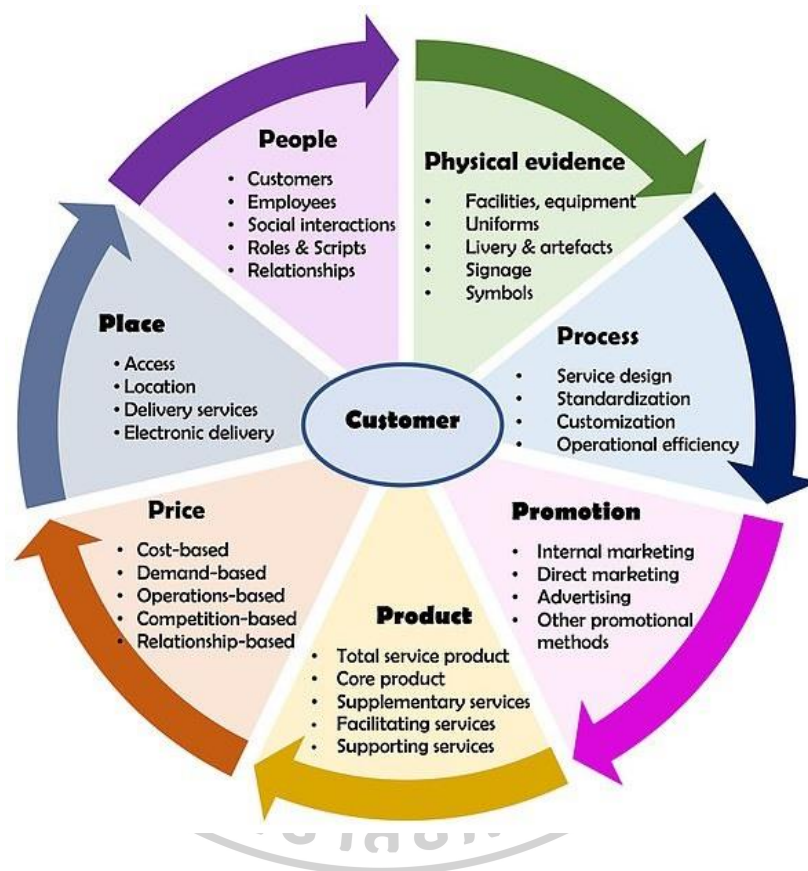 People
• Customers
• Employees
• Social interactions
• Roles & Scripts
• Relationships
Physical evidence
• Facilities, equipment
• Uniforms
• Livery & artefacts
• Signage
• Symbols
Process
• Service design
• Standardization
• Customization
• Operational efficiency
Promotion
• Internal marketing
• Direct marketing
• Advertising
• Other promotional
methods
Product
• Total service product
• Core product
• Supplementary services
• Facilitating services
• Supporting services
Price
• Cost-based
• Demand-based
• Operations-based
• Competition-based
• Relationship-based
Place
• Access
• Location
• Delivery services
• Electronic delivery
Customer